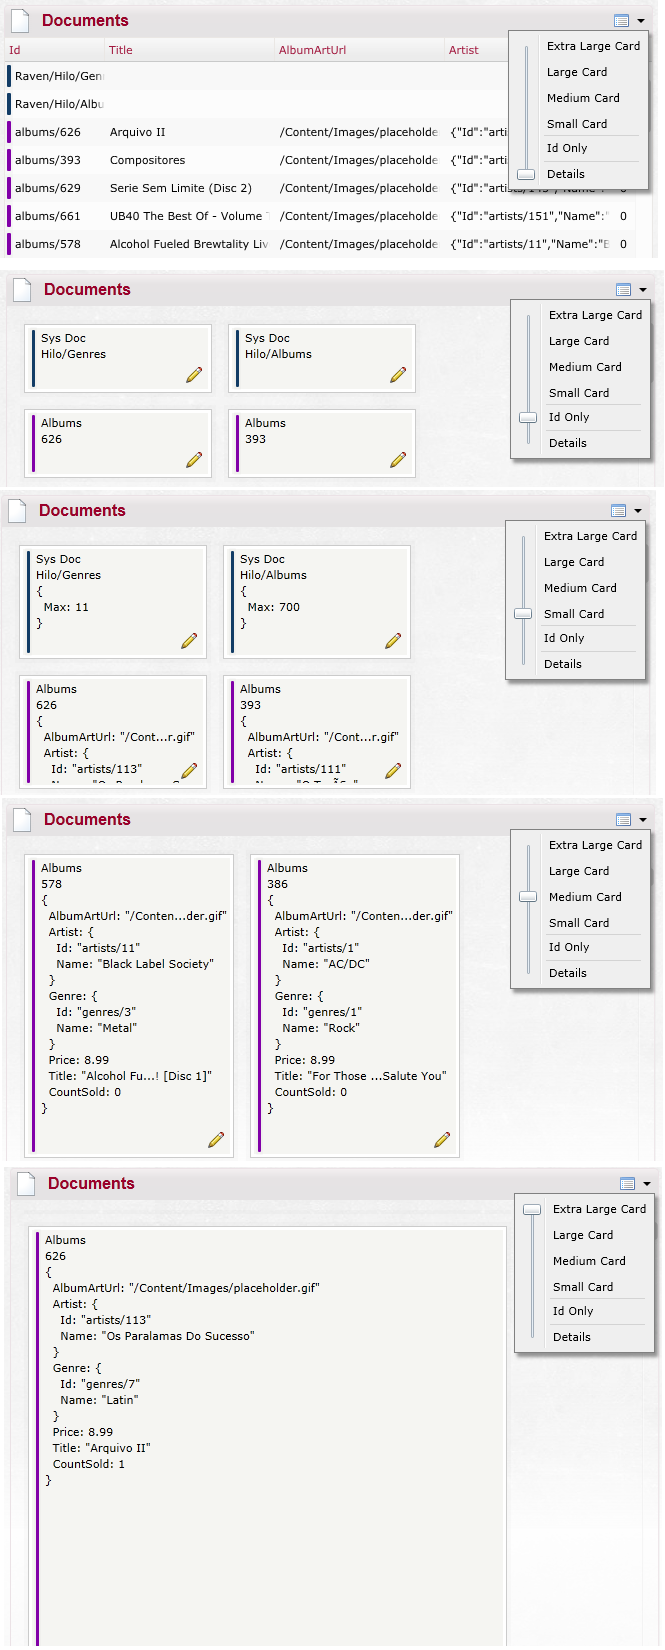 Documents
Id Title AlbumArtUrl Artist
Raven/Hilo/Gen
Raven/Hilo/Albu
albums/626 Arquivo II /Content/Images/placeholde {"Id":"arti
albums/393 Compositores /Content/Images/placeholde {"Id":"arti
albums/629 Serie Sem Limite (Disc 2) /Content/Images/placeholde {"Id":"artists/145","Name":" 0
albums/661 UB40 The Best Of - Volume /Content/Images/placeholde {"Id":"artists/151","Name":" 0
albums/578 Alcohol Fueled Brewtality Liv /Content/Images/placeholde {"Id":"artists/11","Name":"B 0
Extra Large Card
Large Card
Medium Card
Small Card
Id Only
Details
Documents
Sys Doc
Hilo/Genres
Sys Doc
Hilo/Albums
Albums
626
Albums
393
Extra Large Card
Large Card
Medium Card
Small Card
Id Only
Details
Documents
Sys Doc
Hilo/Genres
{
Max: 11
}
Sys Doc
Hilo/Albums
{
Max: 700
}
Albums
626
{
AlbumArtUrl: "/Cont...r.gif"
Artist: {
Id: "artists/113"
Albums
393
{
AlbumArtUrl: "/Cont...r.gif"
Artist: {
Id: "artists/111"
Extra Large Card
Large Card
Medium Card
Small Card
Id Only
Details
Documents
Albums
578
{
AlbumArtUrl: "/Conten...der.gif"
Artist: {
Id: "artists/11"
Name: "Black Label Society"
}
Genre: {
Id: "genres/3"
Name: "Metal"
}
Price: 8.99
Title: "Alcohol Fu...! [Disc 1]"
CountSold: 0
}
Albums
386
{
AlbumArtUrl: "/Conten...der.gif"
Artist: {
Id: "artists/1"
Name: "AC/DC"
}
Genre: {
Id: "genres/1"
Name: "Rock"
}
Price: 8.99
Title: "For Those ...Salute You"
CountSold: 0
}
Extra Large Card
Large Card
Medium Card
Small Card
Id Only
Details
Documents
Albums
626
{
AlbumArtUrl: "/Content/Images/placeholder.gif"
Artist: {
Id: "artists/113"
Name: "Os Paralamas Do Sucesso"
}
Genre: {
Id: "genres/7"
Name: "Latin"
}
Price: 8.99
Title: "Arquivo II"
CountSold: 1
}
Extra Large Card
Large Card
Medium Card
Small Card
Id Only
Details